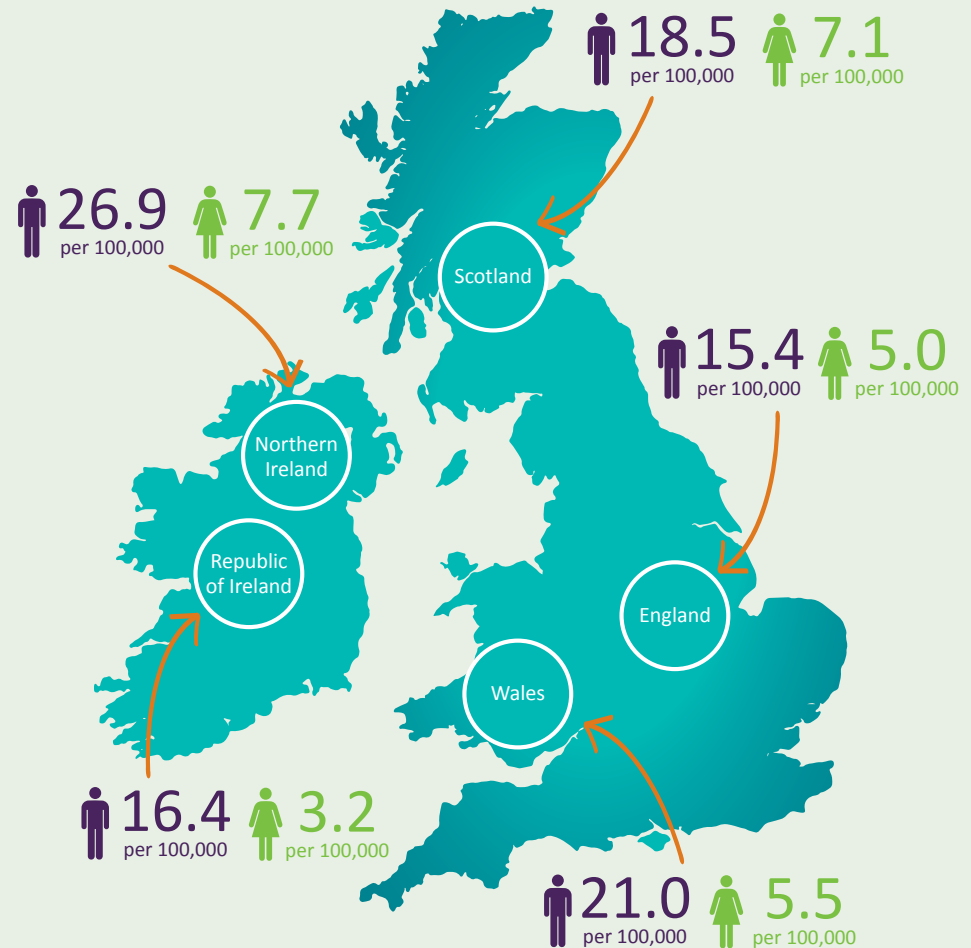 18.5 7.1
per 100,000 per 100,000
26.9 7.7
per 100,000 per 100,000
Scotland
15.4 5.0
per 100,000 per 100,000
Northern
Ireland
Republic
of Ireland
England
Wales
16.4 3.2
per 100,000 per 100,000
21.0 5.5
per 100,000 per 100,000